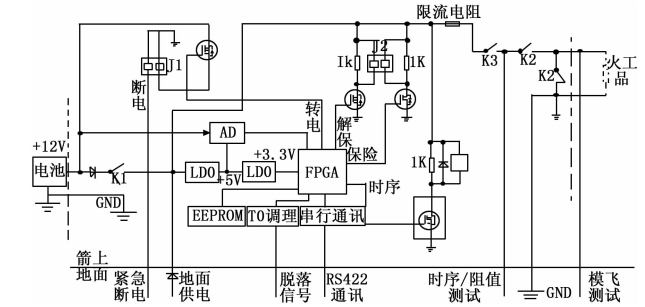 限流电阻
J1
Ik
J2
1K
K3
K2
K2
火工品
断电
转电
解保
保险
+12V
电池
K1
AD
LDO
+5V
LDO
+3.3V
FPGA
1K
时序
GND
EEPROM
T0调理
串行通讯
箭上
地面
紧急
断电
地面
供电
脱落
信号
RS422
通讯
时序/阻值
测试
GND
模飞
测试